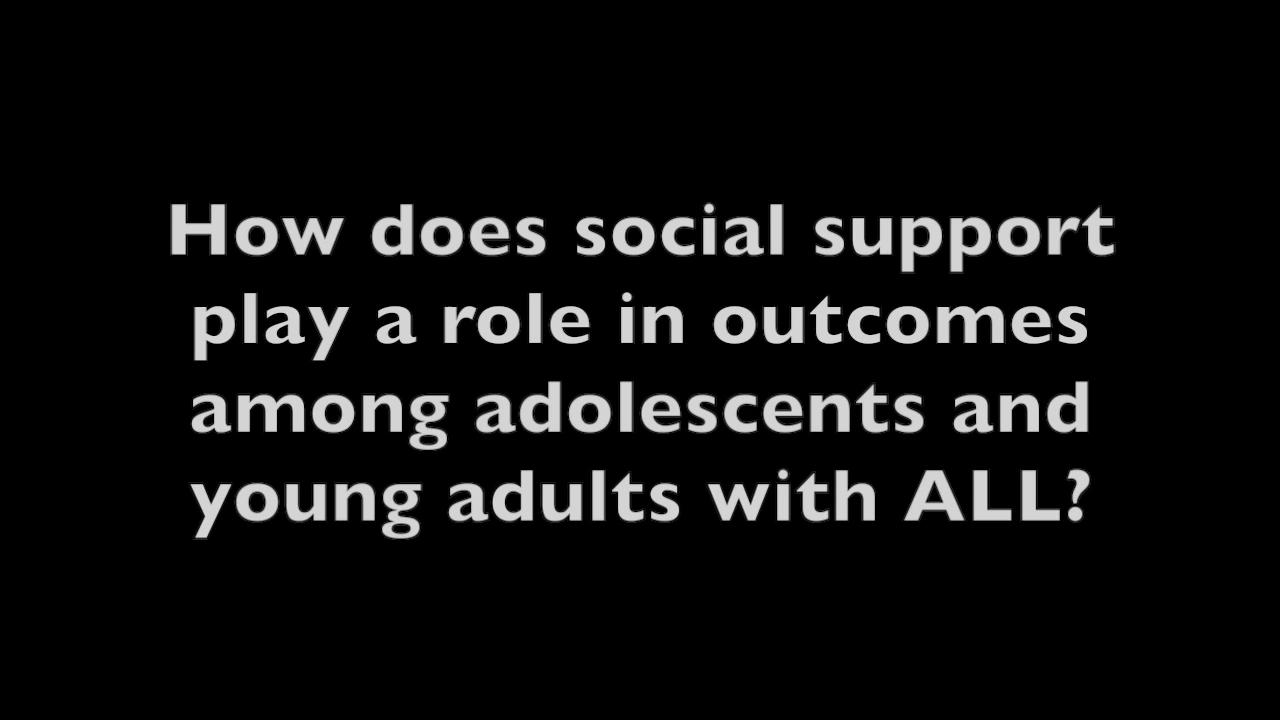 How does social support
play a role in outcomes
among adolescents and
young adults with ALL?